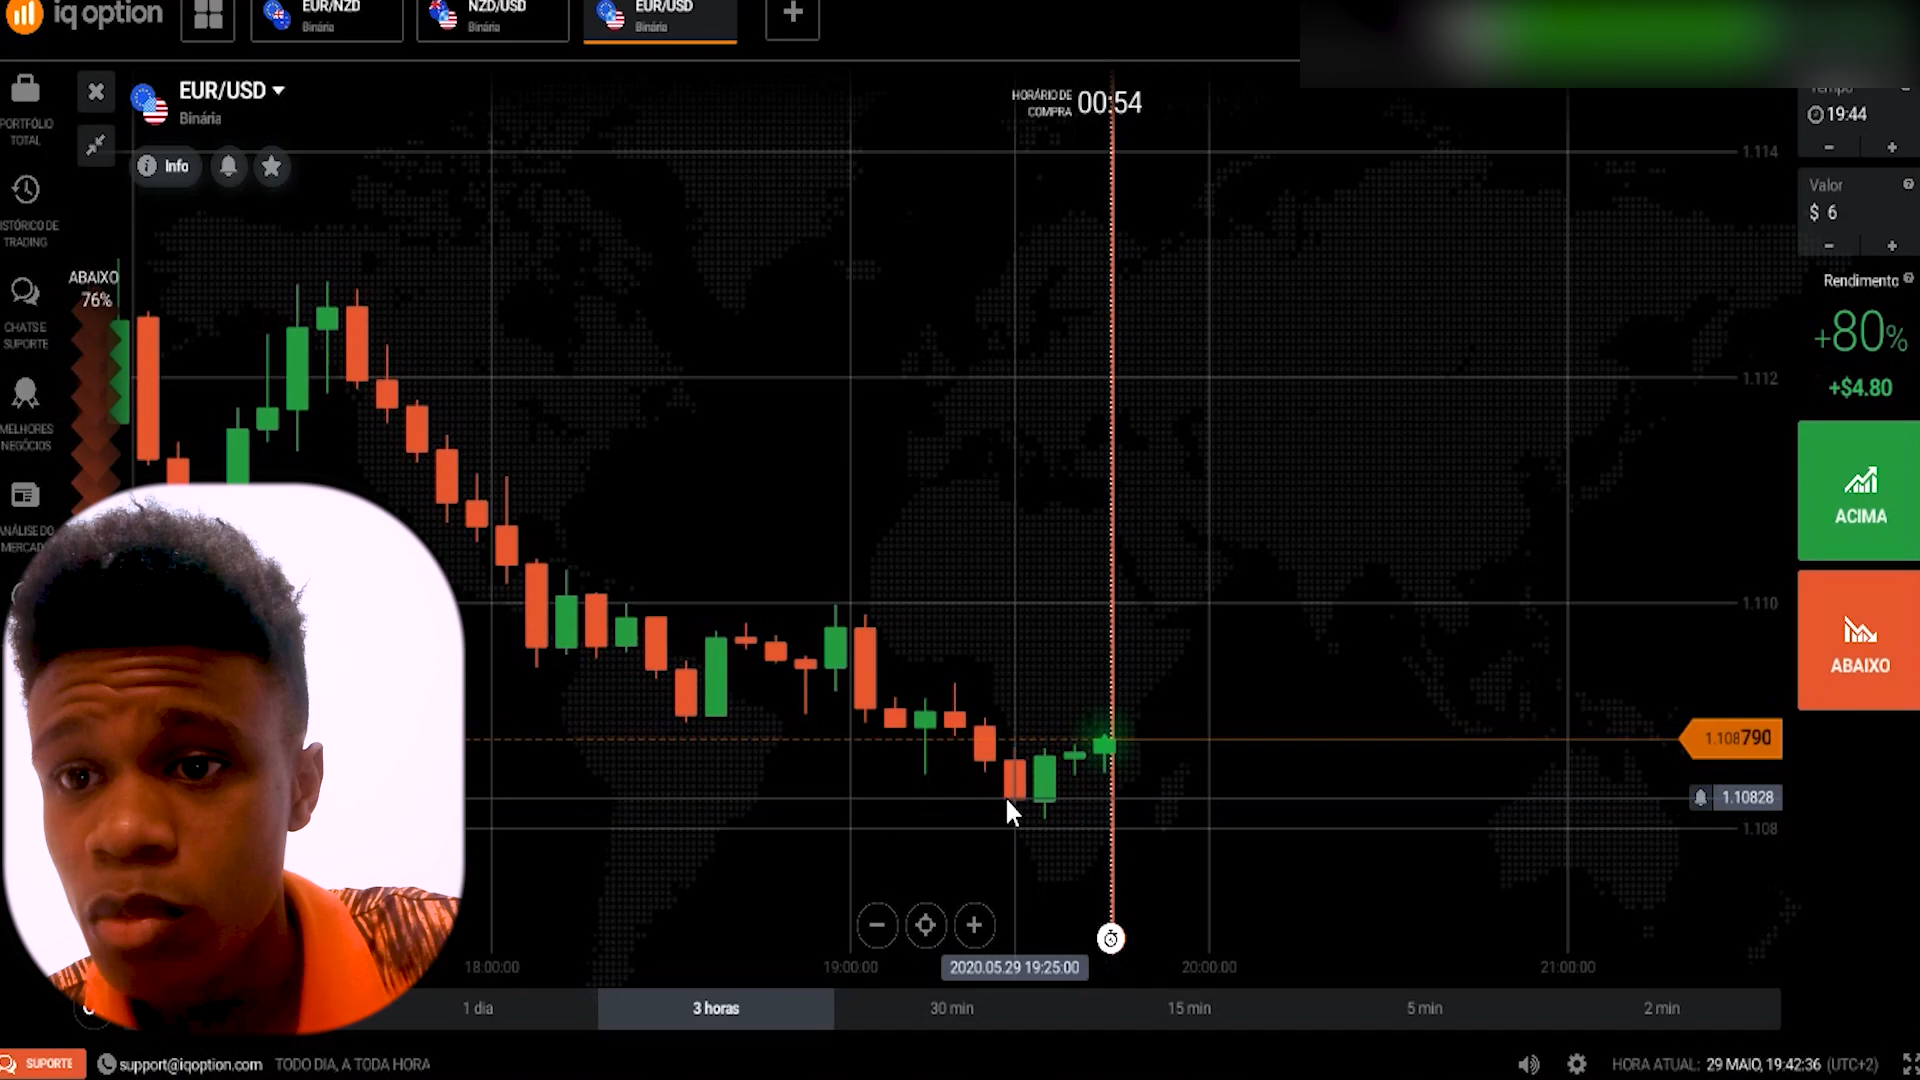 iq option
EUR/NZD
Binária
NZD/USD
Binária
EUR/USD
Binária
+
EUR/USD
Binária
HORÁRIO DE
COMPRA
00:54
Info
PORTFÓLIO
TOTAL
ISTÓRICO DE
TRADING
CHATS E
SUPORTE
MELHORES
NEGÓCIOS
ANÁLISE DO
MERCAD
ABAIXO
76%
1.114
1.112
1.110
1.108790
1.10828
1.108
Tempo
19:44
- +
Valor
$ 6
- +
Rendimento
+80%
+$4.80
ACIMA
ABAIXO
18:00:00
19:00:00
2020.05.29 19:25:00
20:00:00
21:00:00
1 dia
3 horas
30 min
15 min
5 min
2 min
SUPORTE
support@iqoption.com
TODO DIA, A TODA HORA
HORA ATUAL: 29 MAIO, 19:42:36 (UTC+2)